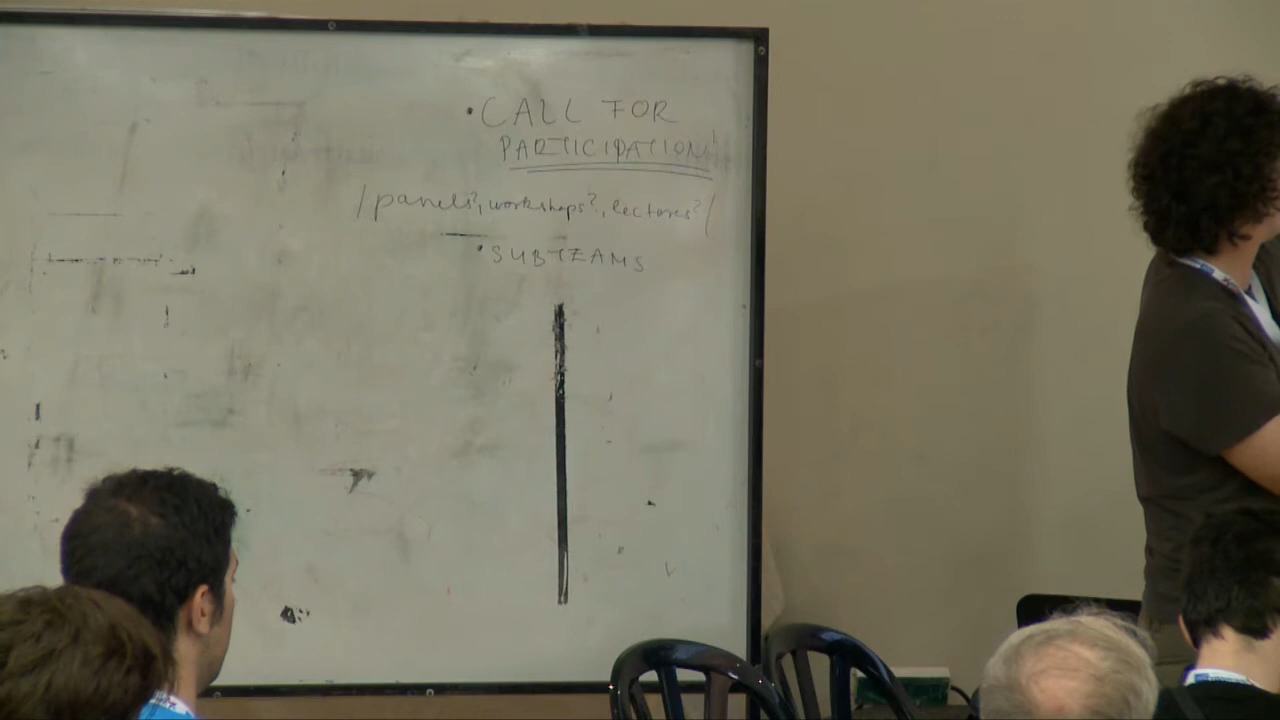 • CALL FOR
PARTICIPATION!
/panels?, workshops?, lectures?/
• SUBTEAMS